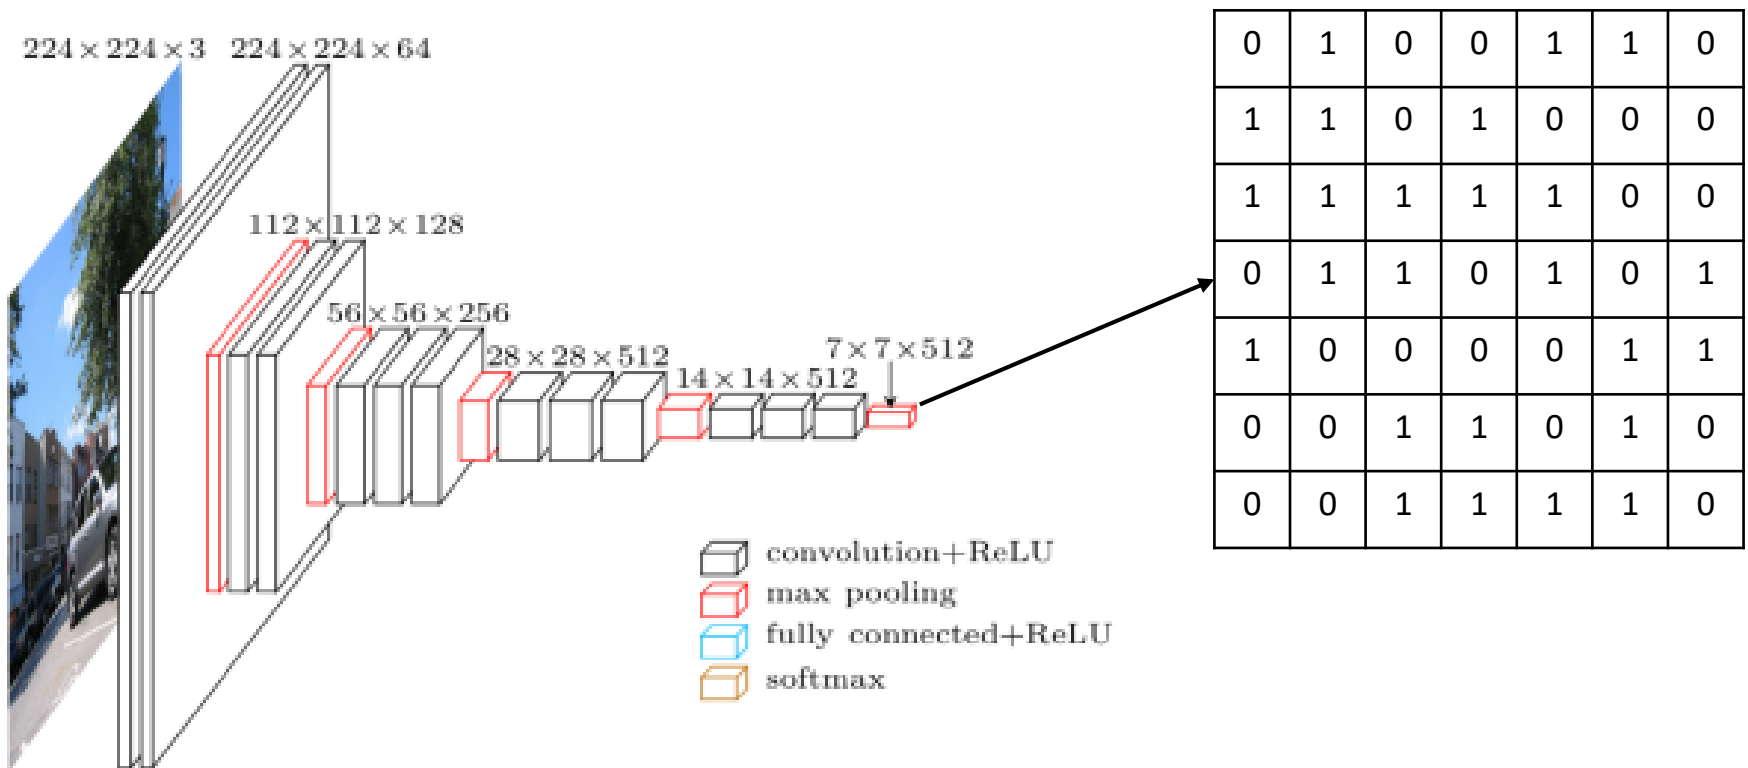 224×224×3
224×224×64
112×112×128
56×56×256
28×28×512
14×14×512
7×7×512
convolution+ReLU
max pooling
fully connected+ReLU
softmax
0 1 0 0 1 1 0
1 1 0 1 0 0 0
1 1 1 1 1 0 0
0 1 1 0 1 0 1
1 0 0 0 0 1 1
0 0 1 1 0 1 0
0 0 1 1 1 1 0